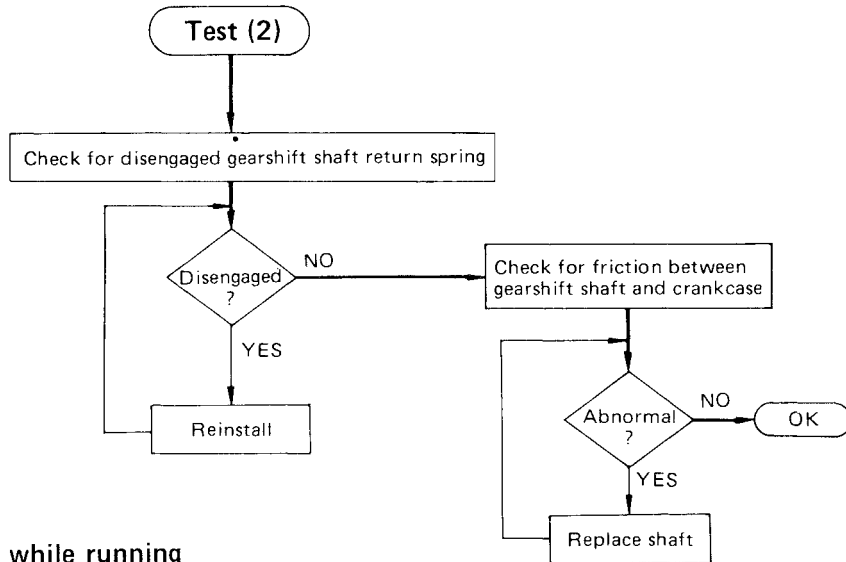 Test (2)
Check for disengaged gearshift shaft return spring
Disengaged
?
NO
YES
Reinstall
Check for friction between
gearshift shaft and crankcase
Abnormal
?
NO
OK
YES
Replace shaft
while running